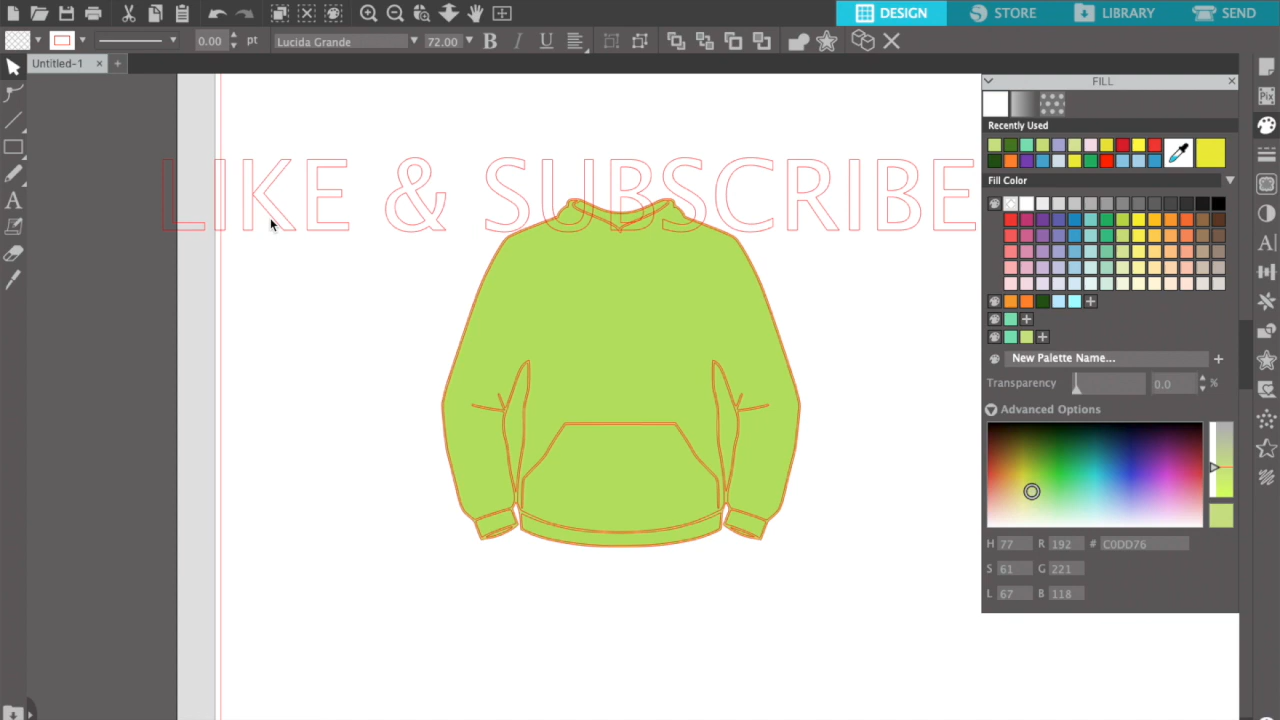 DESIGN
STORE
LIBRARY
SEND
0.00 pt
Lucida Grande
72.00
B I U
Untitled-1
FILL
Recently Used
Fill Color
New Palette Name...
Transparency 0.0 %
Advanced Options
H 77 R 192 # C0DD76
S 61 G 221
L 67 B 118
Pix
LIKE & SUBSCRIBE